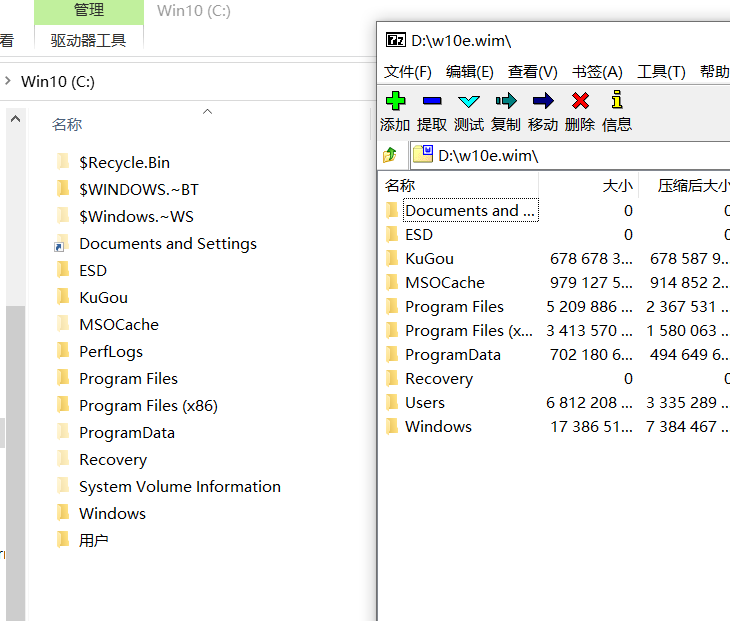 管理
Win10 (C:)
看
驱动器工具
Win10 (C:)
名称
$Recycle.Bin
$WINDOWS.~BT
$Windows.~WS
Documents and Settings
ESD
KuGou
MSOCache
PerfLogs
Program Files
Program Files (x86)
ProgramData
Recovery
System Volume Information
Windows
用户
D:\w10e.wim\
文件(F) 编辑(E) 查看(V) 书签(A) 工具(T) 帮助
添加 提取 测试 复制 移动 删除 信息
D:\w10e.wim\
名称 大小 压缩后大小
Documents and ... 0 0
ESD 0 0
KuGou 678 678 3... 678 587 9...
MSOCache 979 127 5... 914 852 2...
Program Files 5 209 886 ... 2 367 531 ...
Program Files (x... 3 413 570 ... 1 580 063 ...
ProgramData 702 180 6... 494 649 6...
Recovery 0 0
Users 6 812 208 ... 3 335 289 ...
Windows 17 386 51... 7 384 467 ...